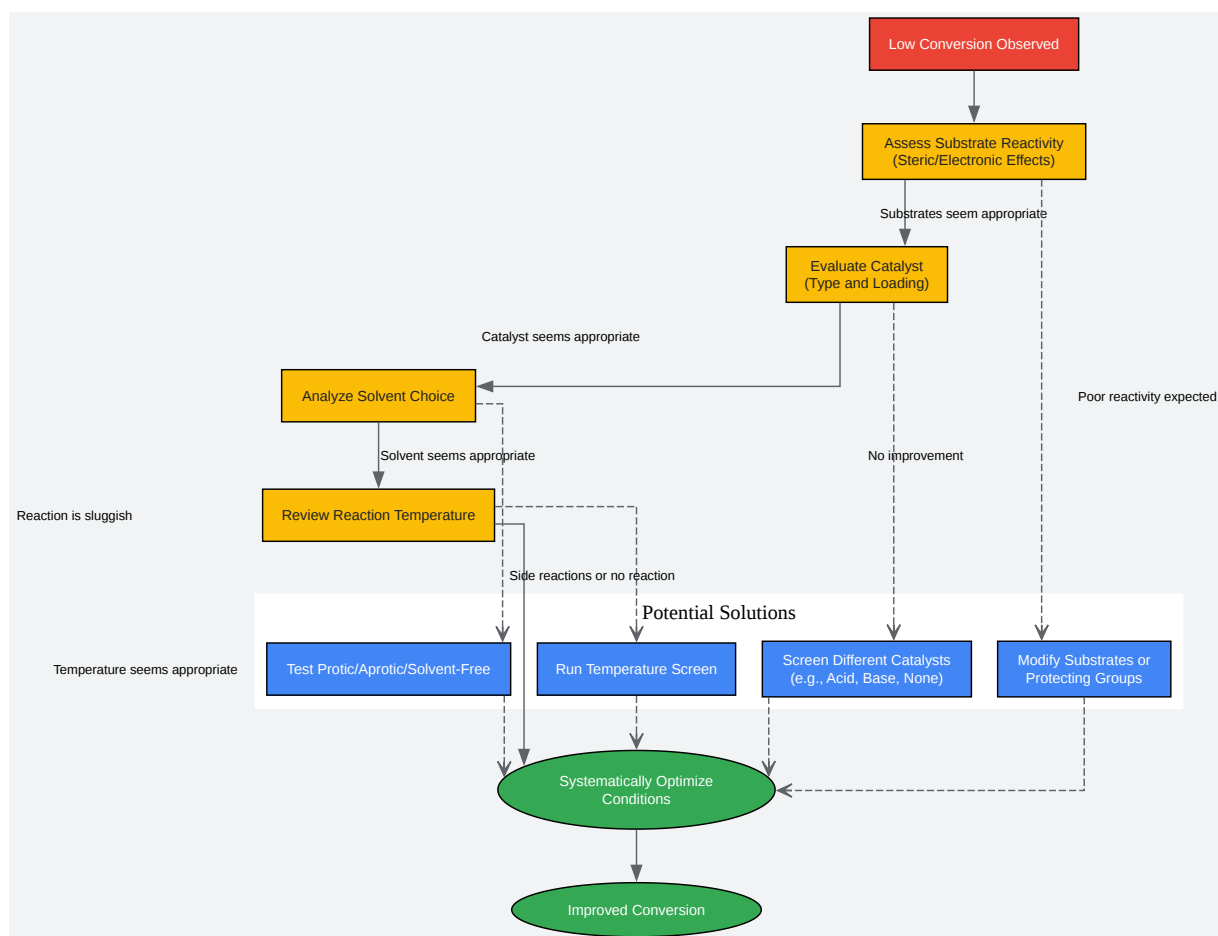 Low Conversion Observed
Assess Substrate Reactivity
(Steric/Electronic Effects)
Substrates seem appropriate
Evaluate Catalyst
(Type and Loading)
Catalyst seems appropriate
Analyze Solvent Choice
Poor reactivity expected
Solvent seems appropriate
No improvement
Reaction is sluggish
Review Reaction Temperature
Side reactions or no reaction
Potential Solutions
Temperature seems appropriate
Test Protic/Aprotic/Solvent-Free
Run Temperature Screen
Screen Different Catalysts
(e.g., Acid, Base, None)
Modify Substrates or
Protecting Groups
Systematically Optimize
Conditions
Improved Conversion